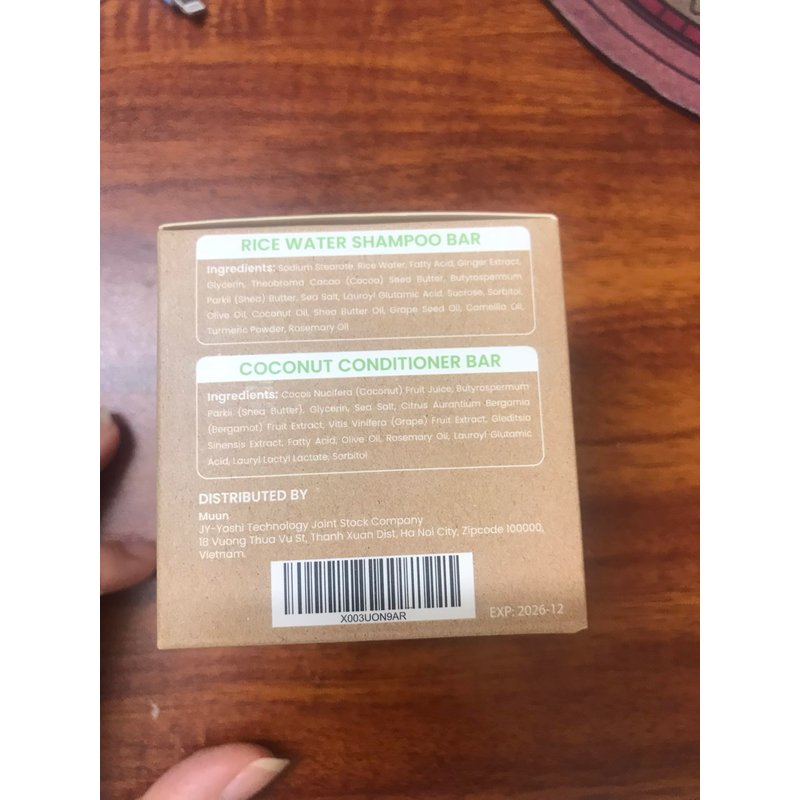 RICE WATER SHAMPOO BAR
Ingredients: Sodium Stearate, Rice Water, Fatty Acid, Ginger Extract,
Glycerin, Theobroma Cacao (Cocoa) Shed Butter, Butyrospermum
Parkii (Shea) Butter, Sea Salt, Lauroyl Glutamic Acid, Sucrose, Sorbitol,
Olive Oil, Coconut Oil, Shea Butter Oil, Grape Seed Oil, Camellia Oil,
Turmeric Powder, Rosemary Oil
COCONUT CONDITIONER BAR
Ingredients: Cocos Nucifera (Coconut) Fruit Juice, Butyrospermum
Parkii (Shea Butter), Glycerin, Sea Salt, Citrus Aurantium Bergamia
(Bergamot) Fruit Extract, Vitis Vinifera (Grape) Fruit Extract, Gleditsia
Sinensis Extract, Fatty Acid, Olive Oil, Rosemary Oil, Lauroyl Glutamic
Acid, Lauryl Lactyl Lactate, Sorbitol
DISTRIBUTED BY
Muun
JY-Yoshi Technology Joint Stock Company
18 Vuong Thua Vu St, Thanh Xuan Dist, Ha Noi City, Zipcode 100000,
Vietnam.
X003UON9AR
EXP: 2026-12